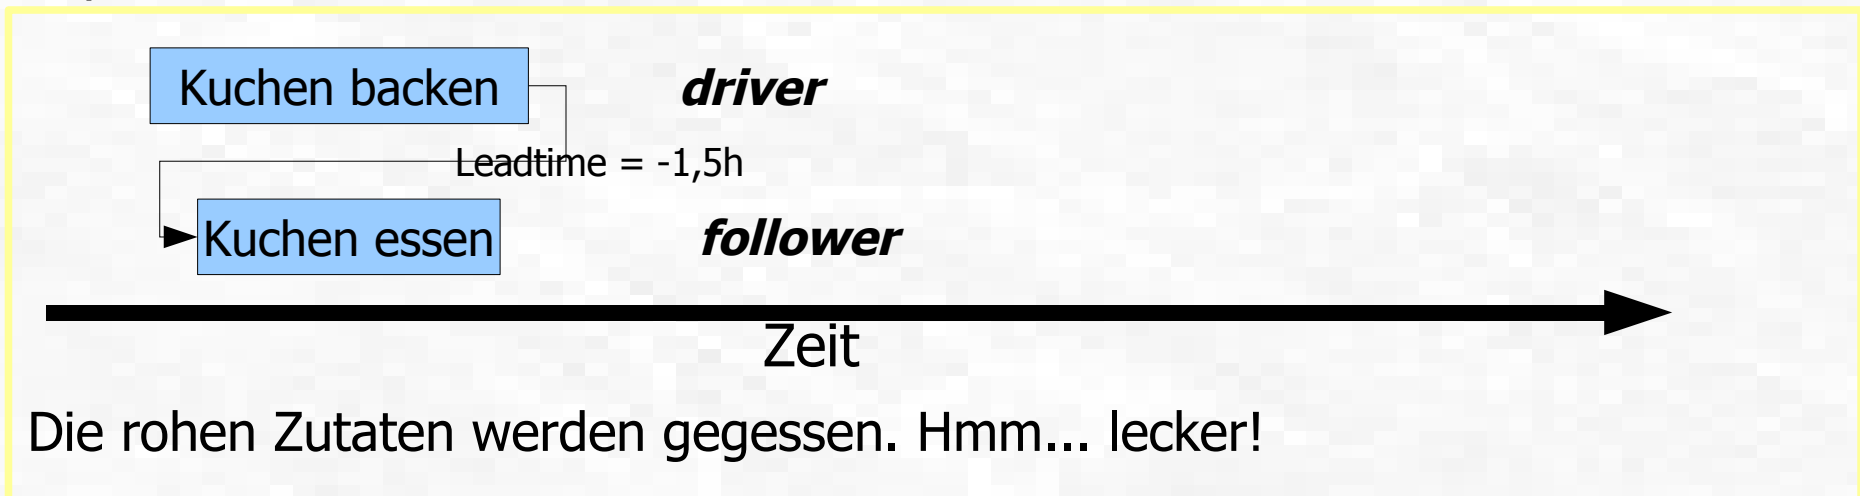 Kuchen backen driver
Leadtime = -1,5h
Kuchen essen follower
Zeit
Die rohen Zutaten werden gegessen. Hmm... lecker!